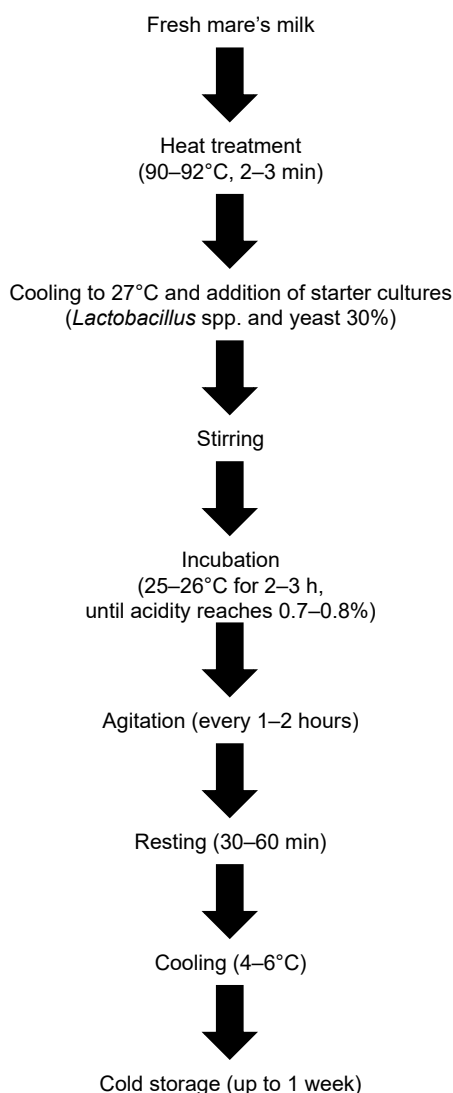 Fresh mare’s milk
Heat treatment
(90–92°C, 2–3 min)
Cooling to 27°C and addition of starter cultures
(Lactobacillus spp. and yeast 30%)
Stirring
Incubation
(25–26°C for 2–3 h,
until acidity reaches 0.7–0.8%)
Agitation (every 1–2 hours)
Resting (30–60 min)
Cooling (4–6°C)
Cold storage (up to 1 week)